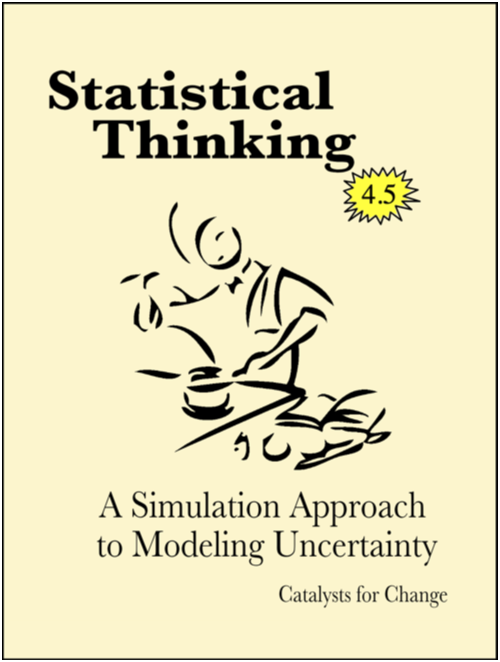 Statistical
Thinking
4.5
A Simulation Approach
to Modeling Uncertainty
Catalysts for Change